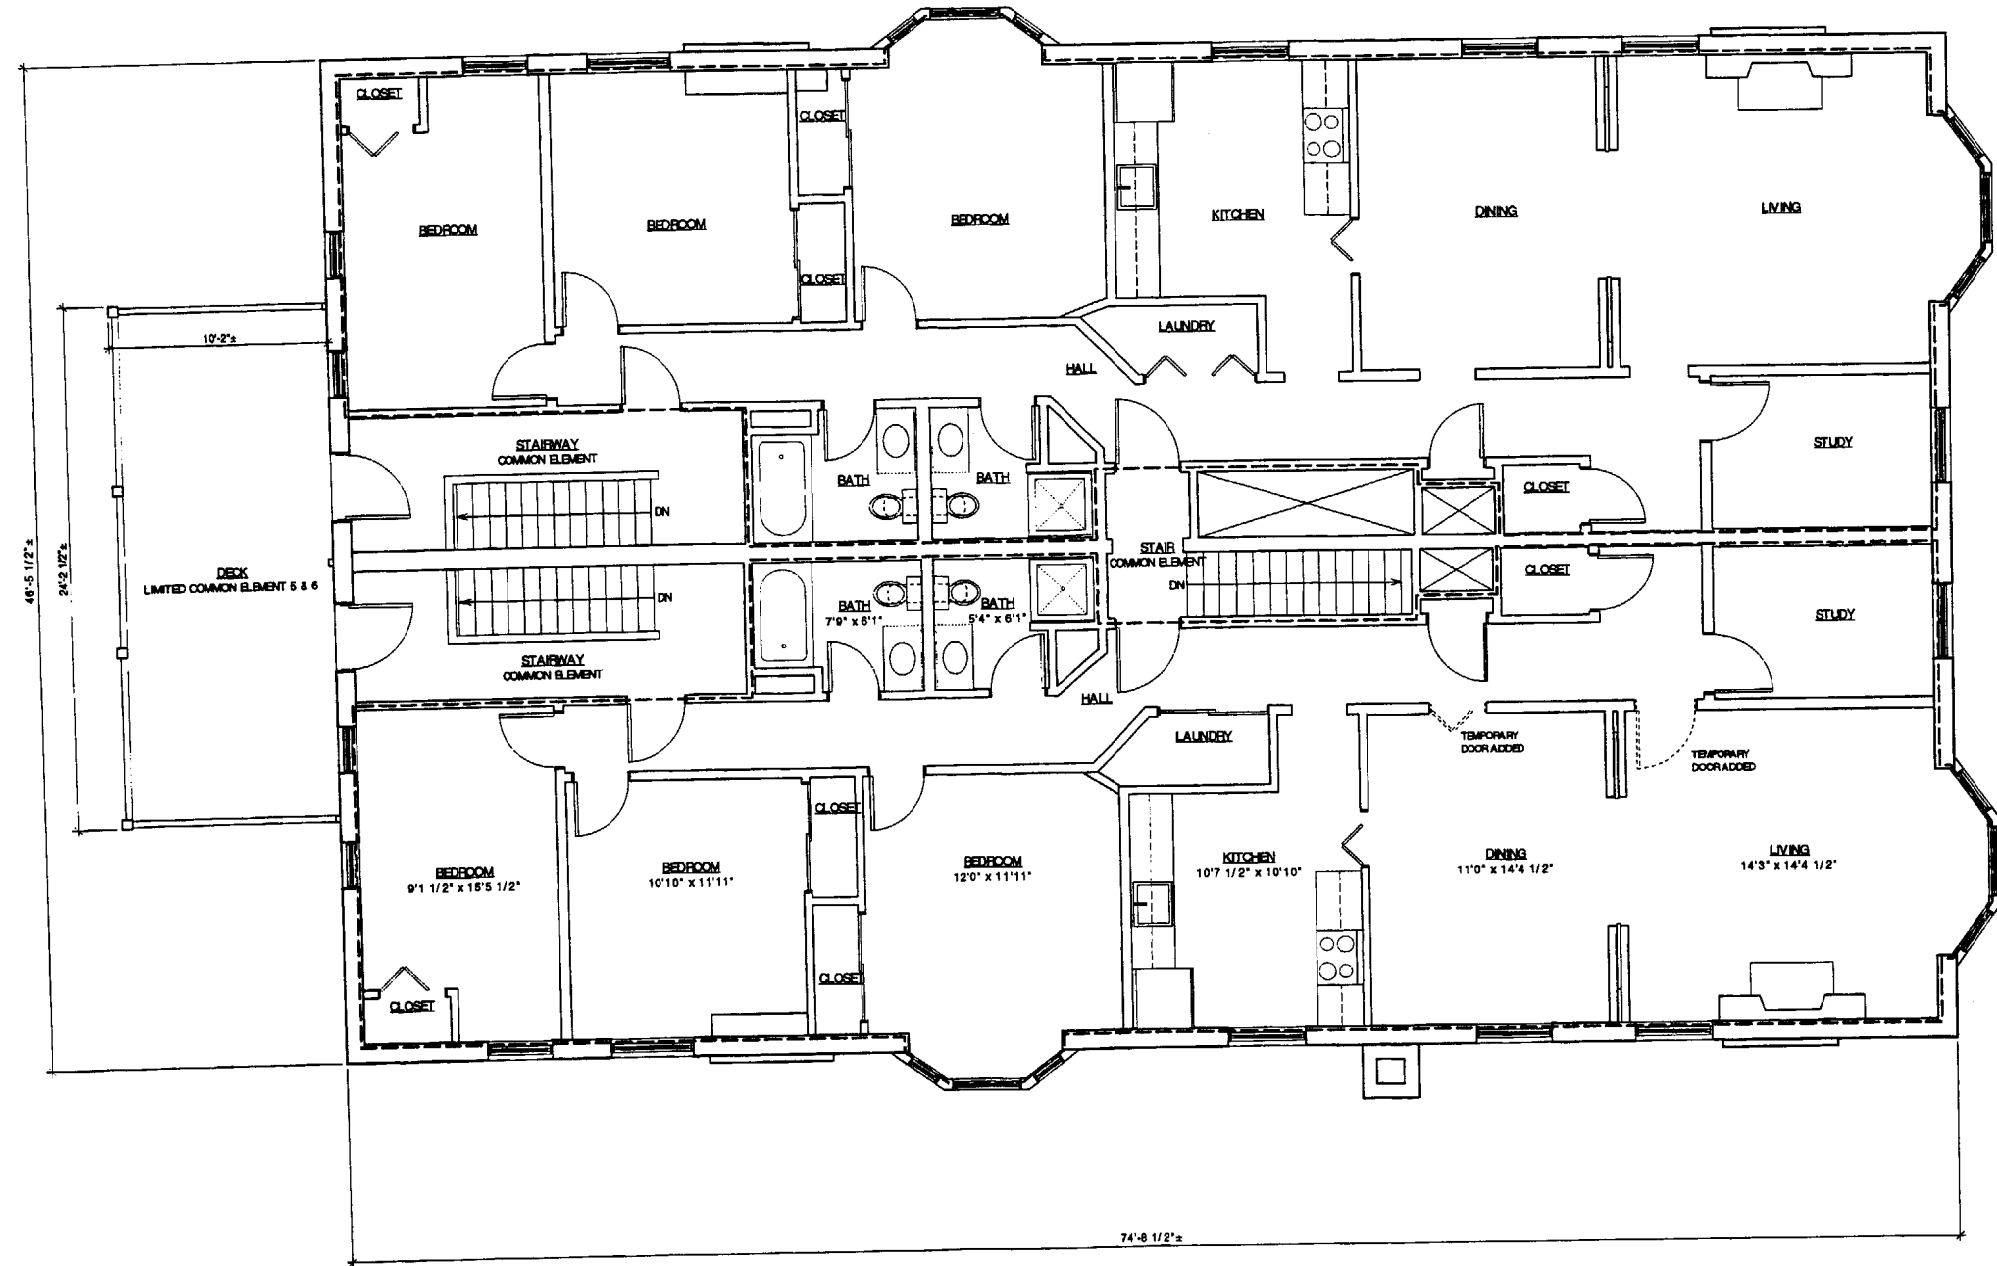 CLOSET
CLOSET
BEDROOM
BEDROOM
BEDROOM
KITCHEN
DINING
LIVING
CLOSET
10'-2"±
LAUNDRY
HALL
STAIRWAY
COMMON ELEMENT
STUDY
BATH
BATH
CLOSET
DN
46'-5 1/2"±
24'-2 1/2"±
DECK
LIMITED COMMON ELEMENT 5 & 6
STAIR
COMMON ELEMENT
CLOSET
DN
DN
BATH
7'9" x 6'1"
BATH
5'4" x 6'1"
STUDY
STAIRWAY
COMMON ELEMENT
HALL
LAUNDRY
TEMPORARY
DOOR ADDED
TEMPORARY
DOOR ADDED
CLOSET
BEDROOM
9'1 1/2" x 15'5 1/2"
BEDROOM
10'10" x 11'11"
BEDROOM
12'0" x 11'11"
KITCHEN
10'7 1/2" x 10'10"
DINING
11'0" x 14'4 1/2"
LIVING
14'3" x 14'4 1/2"
CLOSET
CLOSET
74'-8 1/2"±